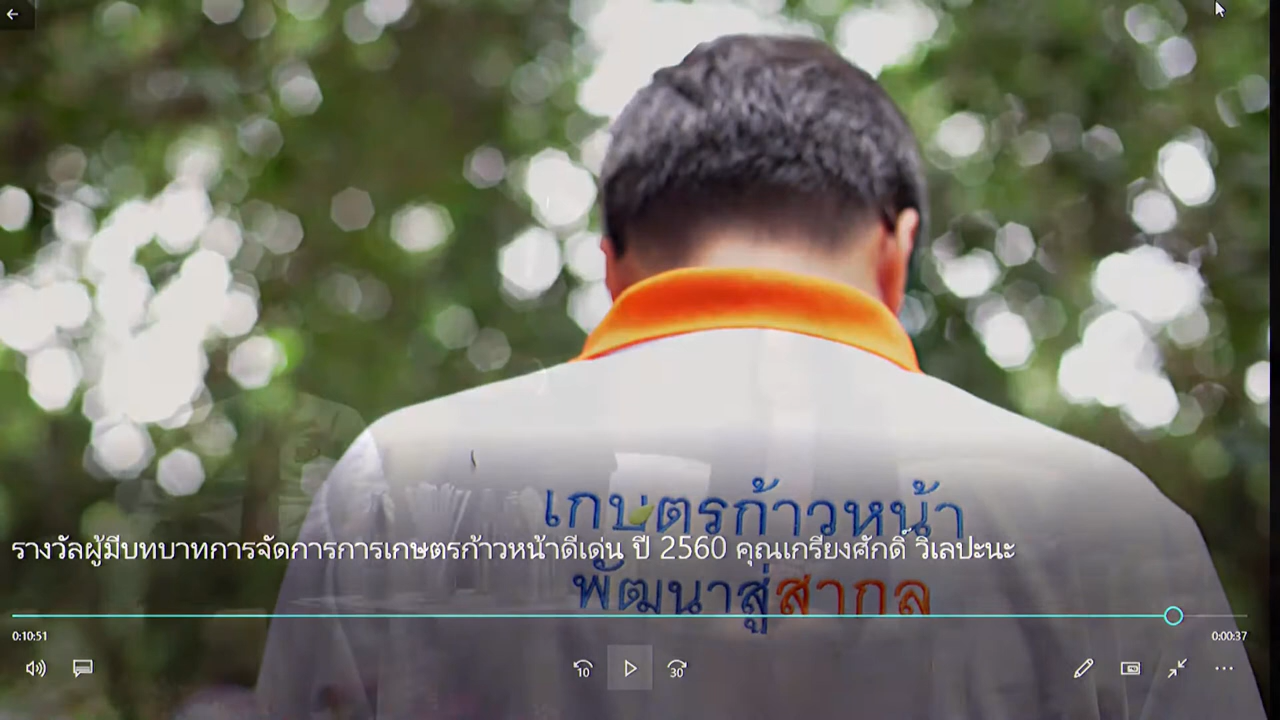 เกษตรก้าวหน้า
รางวัลผู้มีบทบาทการจัดการการเกษตรก้าวหน้าดีเด่น ปี 2560 คุณเกรียงศักดิ์ วิเลปะนะ
พัฒนาสู่สากล
0:10:51
0:00:37
10
30